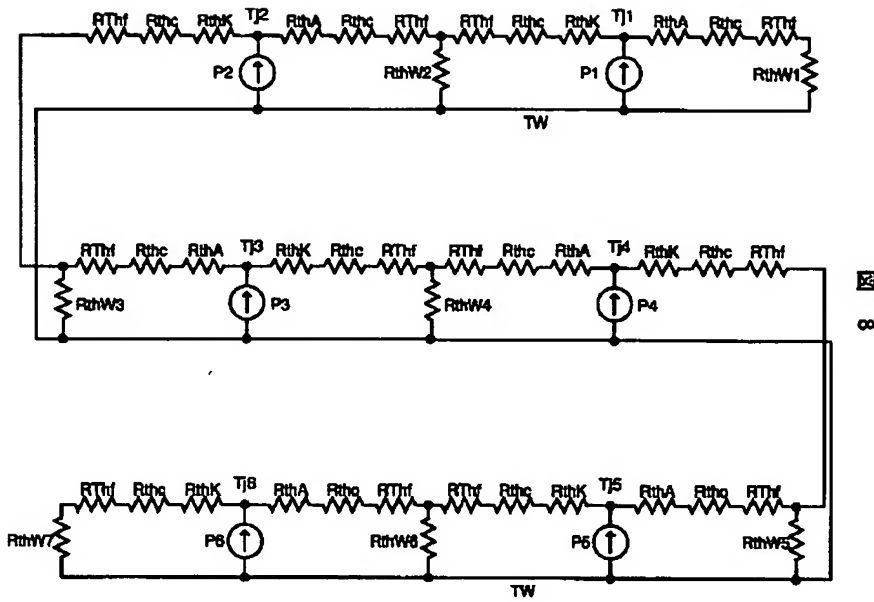 RThf Rthc RthK Tj2 RthA Rthc RThf RThf Rthc RthK Tj1 RthA Rthc RThf
P2 RthW2 P1 RthW1
TW
RThf Rthc RthA Tj3 RthK Rthc RThf RThf Rthc RthA Tj4 RthK Rthc RThf
RthW3 P3 RthW4 P4
図 8
RThf Rthc RthK Tj6 RthA Rthc RThf RThf Rthc RthK Tj5 RthA Rthc RThf
RthW7 P6 RthW6 P5 RthW5
TW